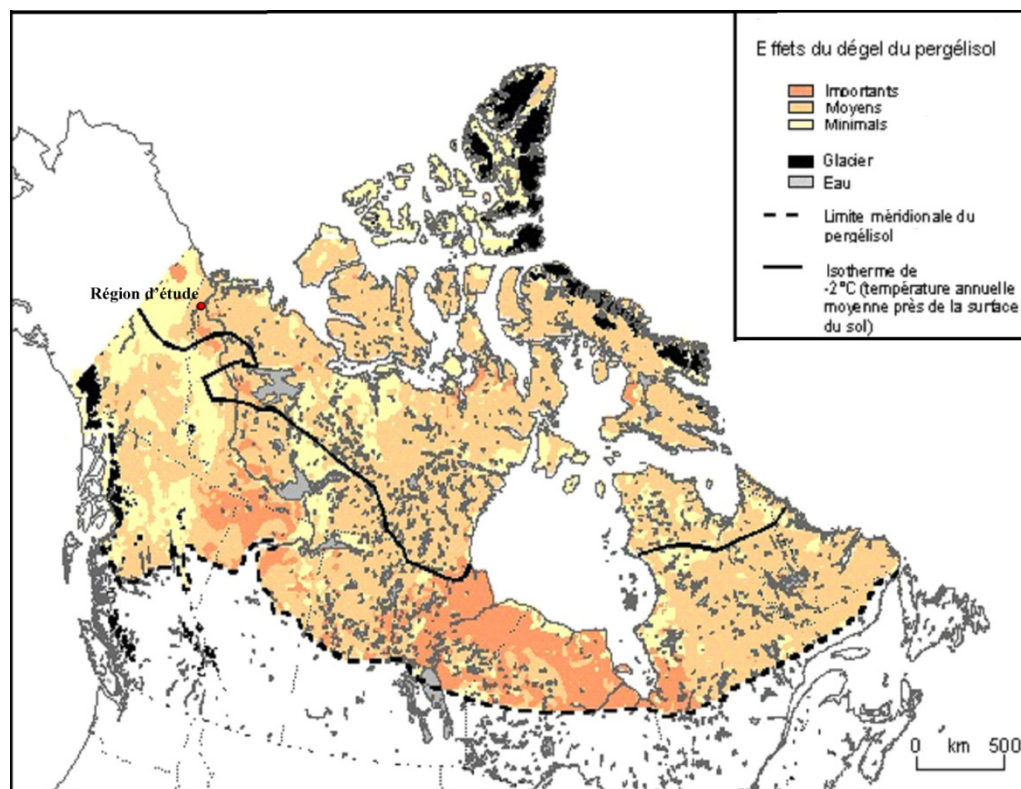 Effets du dégel du pergélisol
Importants
Moyens
Minimals
Glacier
Eau
Limite méridionale du
pergélisol
Isotherme de
-2°C (température annuelle
moyenne près de la surface
du sol)
Région d'étude
0 km 500